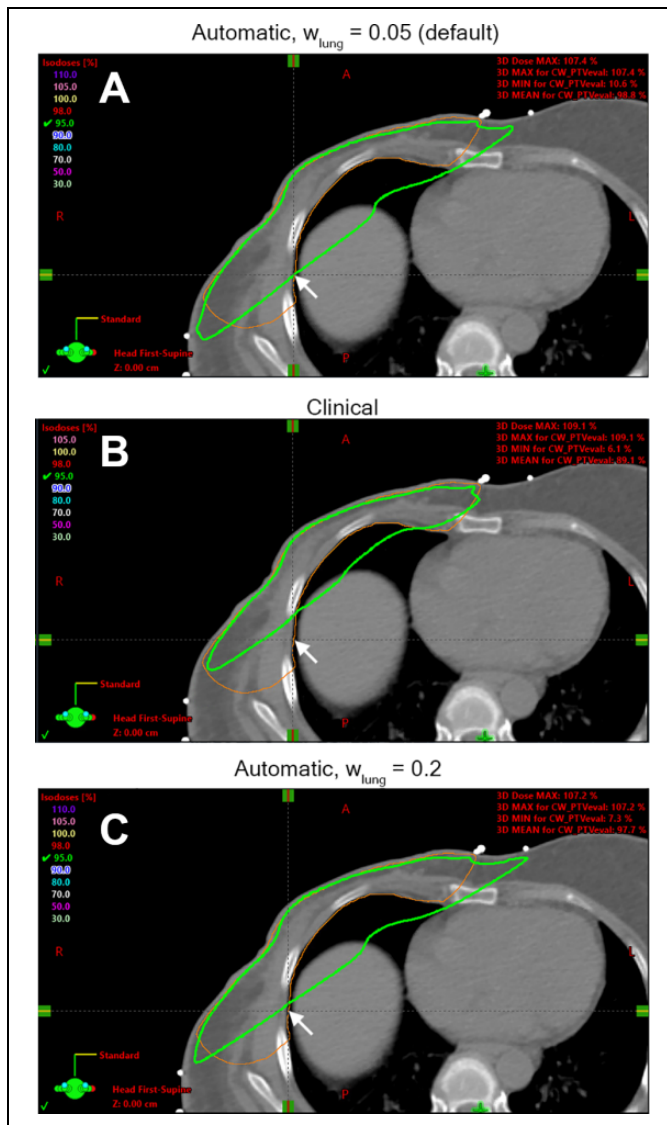 Automatic, w_lung = 0.05 (default)
Isodoses [%]
110.0
105.0
100.0
98.0
✓ 95.0
90.0
80.0
70.0
50.0
30.0
A
A
3D Dose MAX: 107.4 %
3D MAX for CW_PTVeval: 107.4 %
3D MIN for CW_PTVeval: 10.6 %
3D MEAN for CW_PTVeval: 98.8 %
R
L
Standard
Head First-Supine
Z: 0.00 cm
P
Clinical
Isodoses [%]
105.0
100.0
98.0
✓ 95.0
90.0
80.0
70.0
50.0
30.0
B
A
3D Dose MAX: 109.1 %
3D MAX for CW_PTVeval: 109.1 %
3D MIN for CW_PTVeval: 6.1 %
3D MEAN for CW_PTVeval: 89.1 %
R
L
Standard
Head First-Supine
Z: 0.00 cm
P
Automatic, w_lung = 0.2
Isodoses [%]
110.0
105.0
100.0
98.0
✓ 95.0
90.0
80.0
70.0
50.0
30.0
C
A
3D Dose MAX: 107.2 %
3D MAX for CW_PTVeval: 107.2 %
3D MIN for CW_PTVeval: 7.3 %
3D MEAN for CW_PTVeval: 97.7 %
R
L
Standard
Head First-Supine
Z: 0.00 cm
P